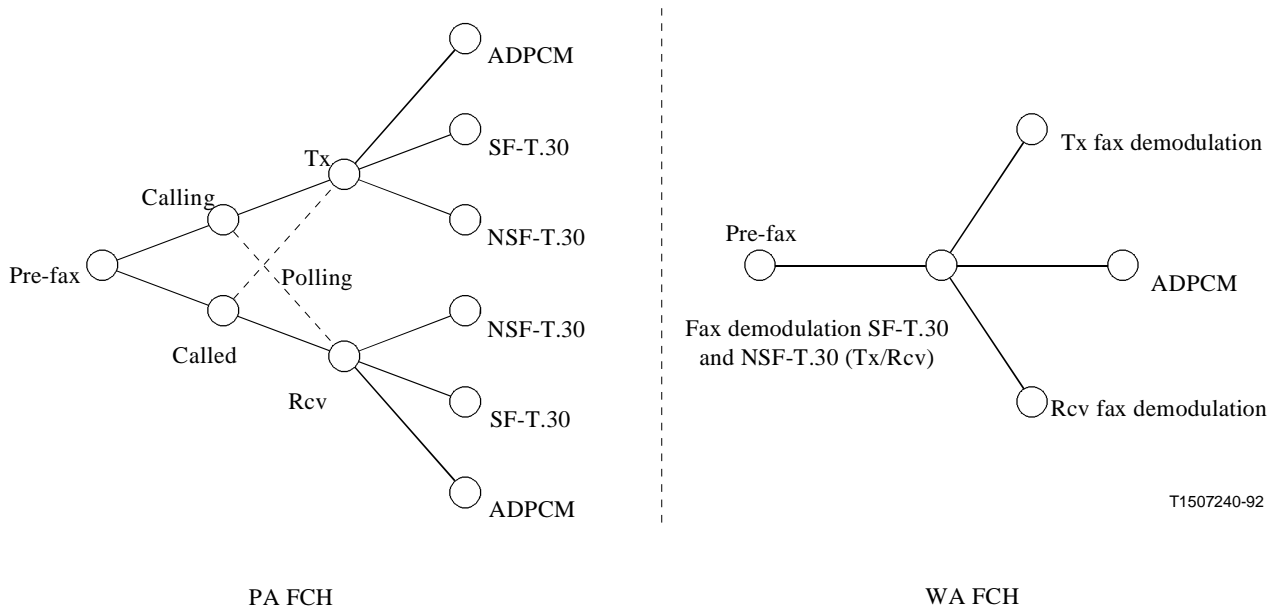 ADPCM
SF-T.30
Tx
NSF-T.30
Calling
Pre-fax
Polling
Called
NSF-T.30
Rcv
SF-T.30
ADPCM
PA FCH
Tx fax demodulation
Pre-fax
ADPCM
Fax demodulation SF-T.30
and NSF-T.30 (Tx/Rcv)
Rcv fax demodulation
T1507240-92
WA FCH